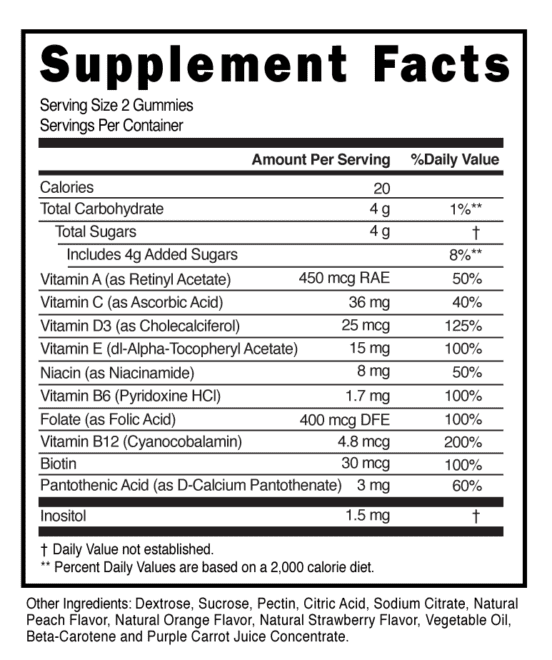 Supplement Facts
Serving Size 2 Gummies
Servings Per Container
Amount Per Serving %Daily Value
Calories 20
Total Carbohydrate 4 g 1%**
Total Sugars 4 g †
Includes 4g Added Sugars 8%**
Vitamin A (as Retinyl Acetate) 450 mcg RAE 50%
Vitamin C (as Ascorbic Acid) 36 mg 40%
Vitamin D3 (as Cholecalciferol) 25 mcg 125%
Vitamin E (dl-Alpha-Tocopheryl Acetate) 15 mg 100%
Niacin (as Niacinamide) 8 mg 50%
Vitamin B6 (Pyridoxine HCl) 1.7 mg 100%
Folate (as Folic Acid) 400 mcg DFE 100%
Vitamin B12 (Cyanocobalamin) 4.8 mcg 200%
Biotin 30 mcg 100%
Pantothenic Acid (as D-Calcium Pantothenate) 3 mg 60%
Inositol 1.5 mg †
† Daily Value not established.
** Percent Daily Values are based on a 2,000 calorie diet.
Other Ingredients: Dextrose, Sucrose, Pectin, Citric Acid, Sodium Citrate, Natural
Peach Flavor, Natural Orange Flavor, Natural Strawberry Flavor, Vegetable Oil,
Beta-Carotene and Purple Carrot Juice Concentrate.